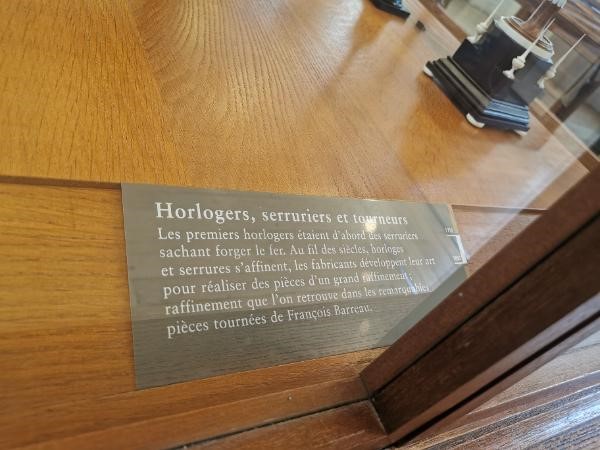 Horlogers, serruriers et tourneurs
Les premiers horlogers étaient d'abord des serruriers
sachant forger le fer. Au fil des siècles, horloges
et serrures s'affinent, les fabricants développent leur art
pour réaliser des pièces d'un grand raffinement ;
raffinement que l'on retrouve dans les remarquables
pièces tournées de François Barreau.